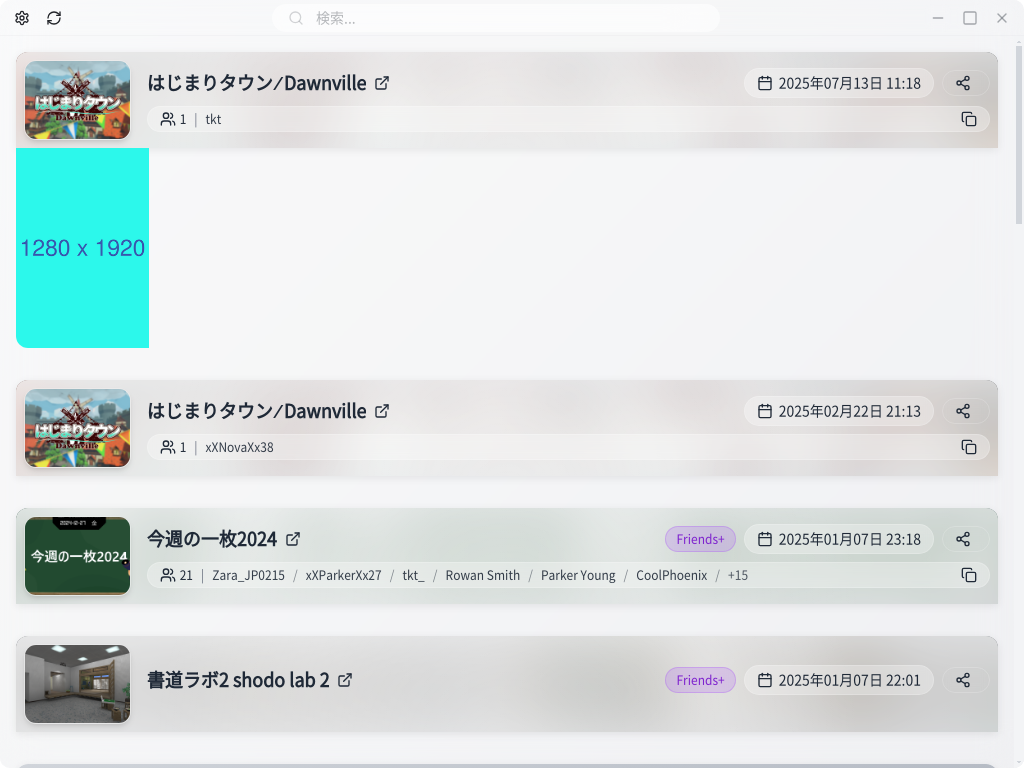 検索...
はじまりタウン/Dawnville
2025年07月13日 11:18
はじまりタウン
Dawnville
1 | tkt
1280 x 1920
はじまりタウン/Dawnville
2025年02月22日 21:13
はじまりタウン
Dawnville
1 | xXNovaXx38
今週の一枚2024
Friends+
2025年01月07日 23:18
今週の一枚2024
21 | Zara_JP0215 / xXParkerXx27 / tkt_ / Rowan Smith / Parker Young / CoolPhoenix / +15
書道ラボ2 shodo lab 2
Friends+
2025年01月07日 22:01